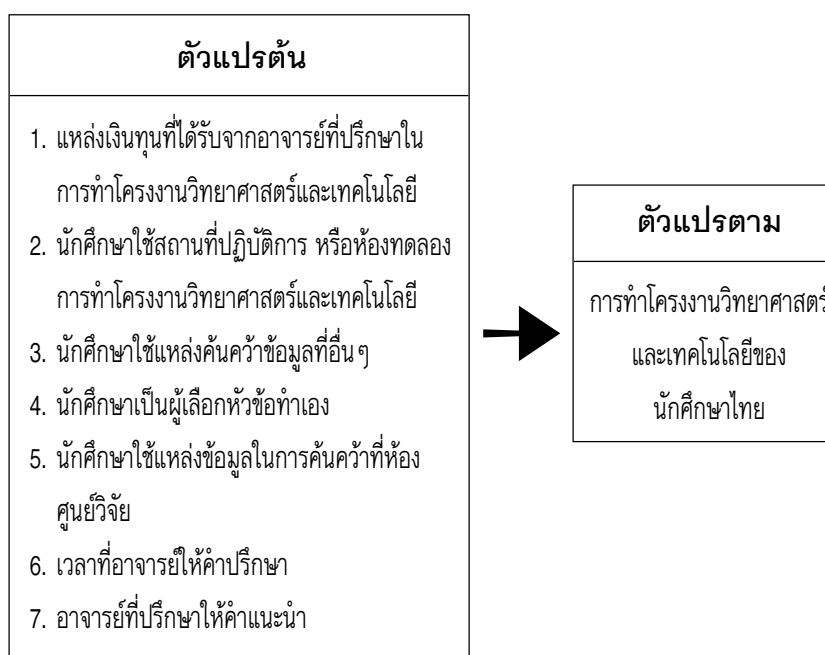 ตัวแปรต้น
1. แหล่งเงินทุนที่ได้รับจากอาจารย์ที่ปรึกษาใน
การทำโครงงานวิทยาศาสตร์และเทคโนโลยี
2. นักศึกษาใช้สถานที่ปฏิบัติการ หรือห้องทดลอง
การทำโครงงานวิทยาศาสตร์และเทคโนโลยี
3. นักศึกษาใช้แหล่งค้นคว้าข้อมูลที่อื่นๆ
4. นักศึกษาเป็นผู้เลือกหัวข้อทำเอง
5. นักศึกษาใช้แหล่งข้อมูลในการค้นคว้าที่ห้อง
ศูนย์วิจัย
6. เวลาที่อาจารย์ให้คำปรึกษา
7. อาจารย์ที่ปรึกษาให้คำแนะนำ
ตัวแปรตาม
การทำโครงงานวิทยาศาสตร์
และเทคโนโลยีของ
นักศึกษาไทย